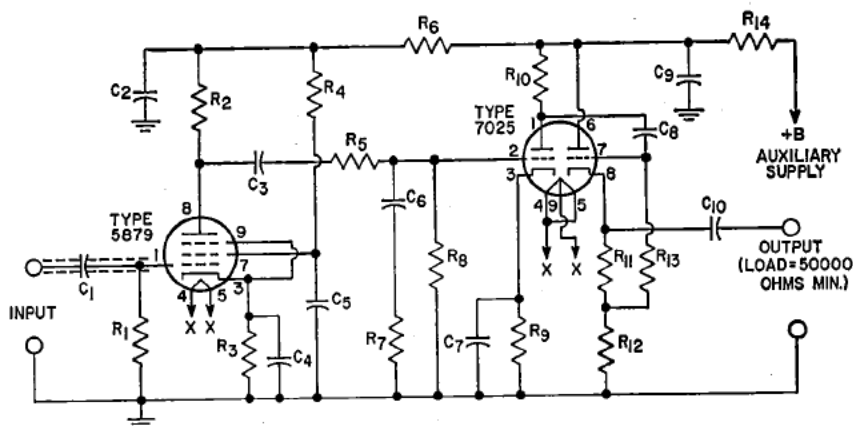 R6
R14
C2
R2
R4
R10
C9
TYPE
7025
1
6
C8
+B
AUXILIARY
SUPPLY
R5
C3
2
7
3
8
C6
4
9
5
C10
TYPE
5879
8
9
1
7
3
4
5
C1
X
X
X
X
R8
R11
R13
OUTPUT
(LOAD=50000
OHMS MIN.)
INPUT
C5
R1
R3
C4
R7
C7
R9
R12